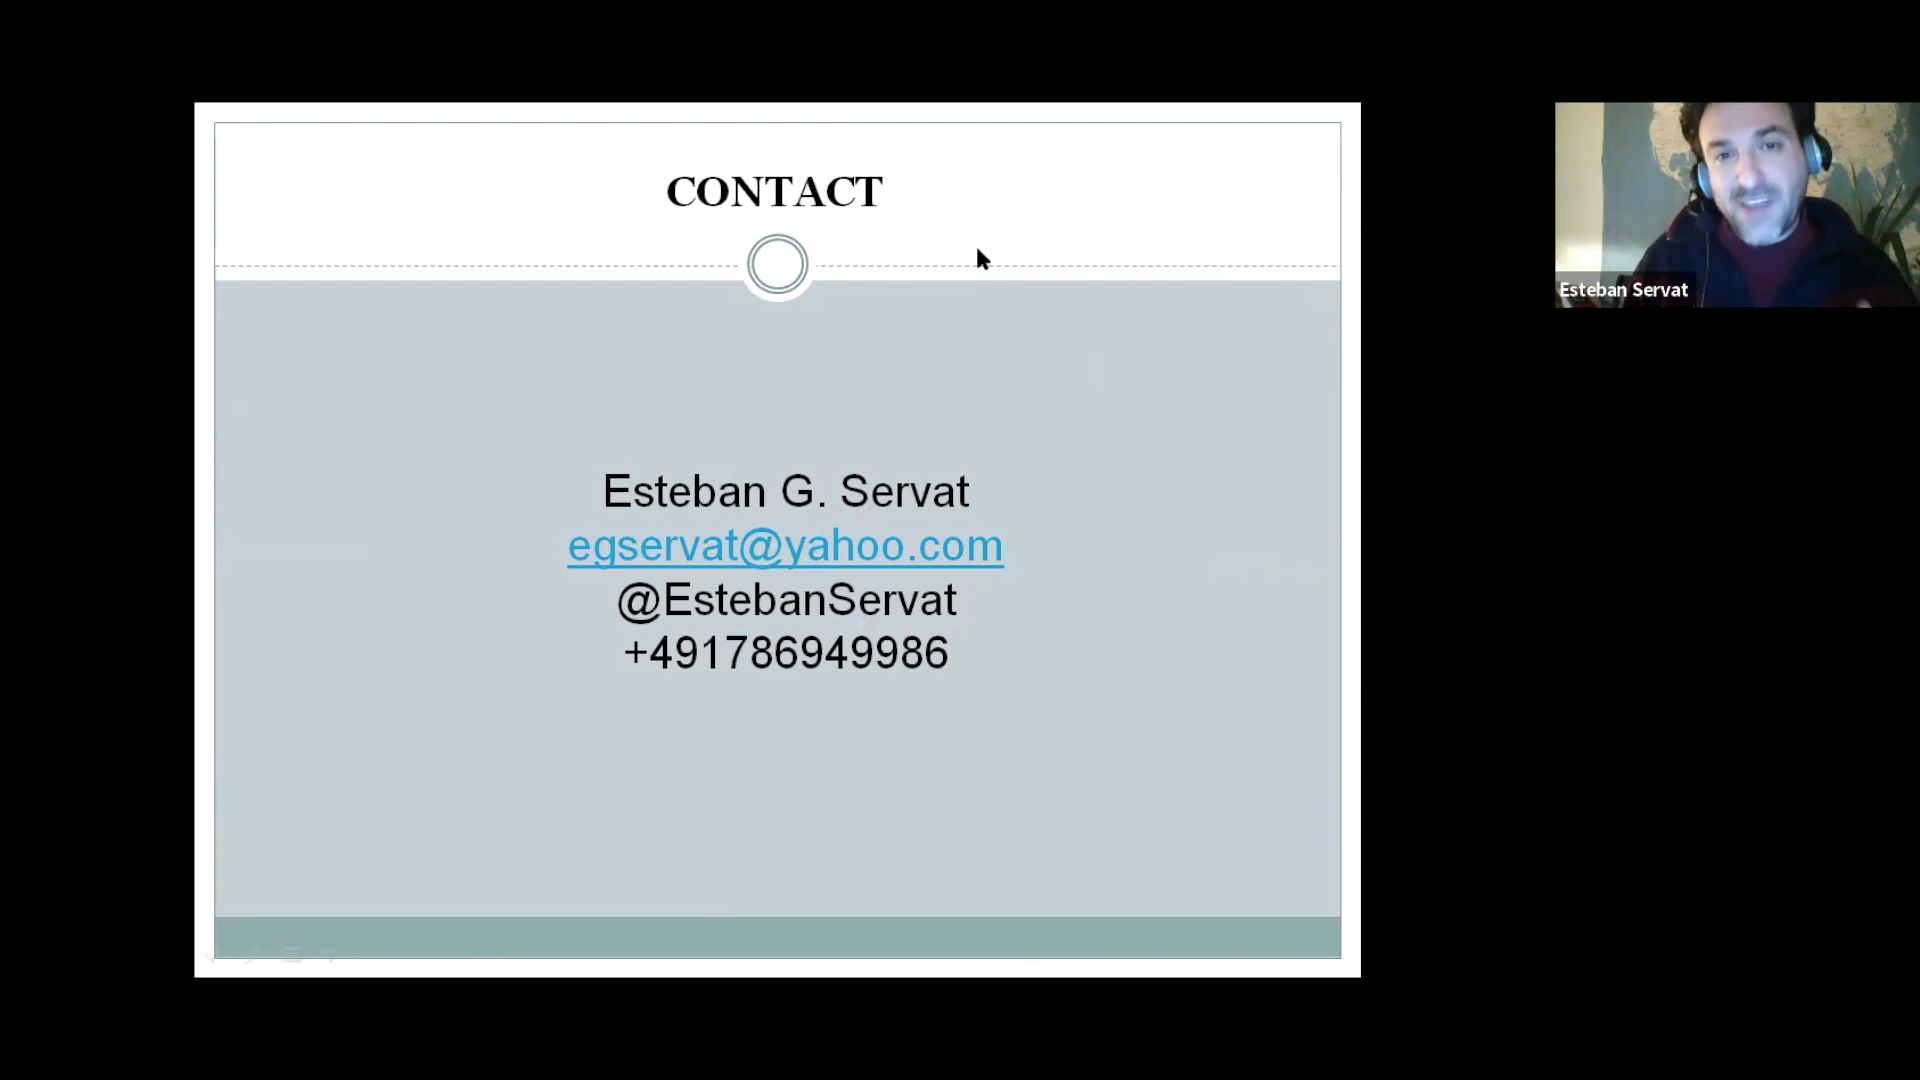 CONTACT
Esteban G. Servat
egservat@yahoo.com
@EstebanServat
+491786949986
Esteban Servat